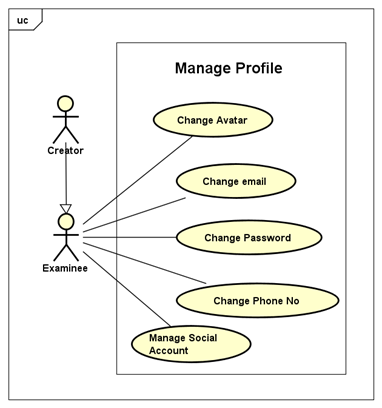 uc
Manage Profile
Change Avatar
Creator
Change email
Change Password
Examinee
Change Phone No
Manage Social
Account